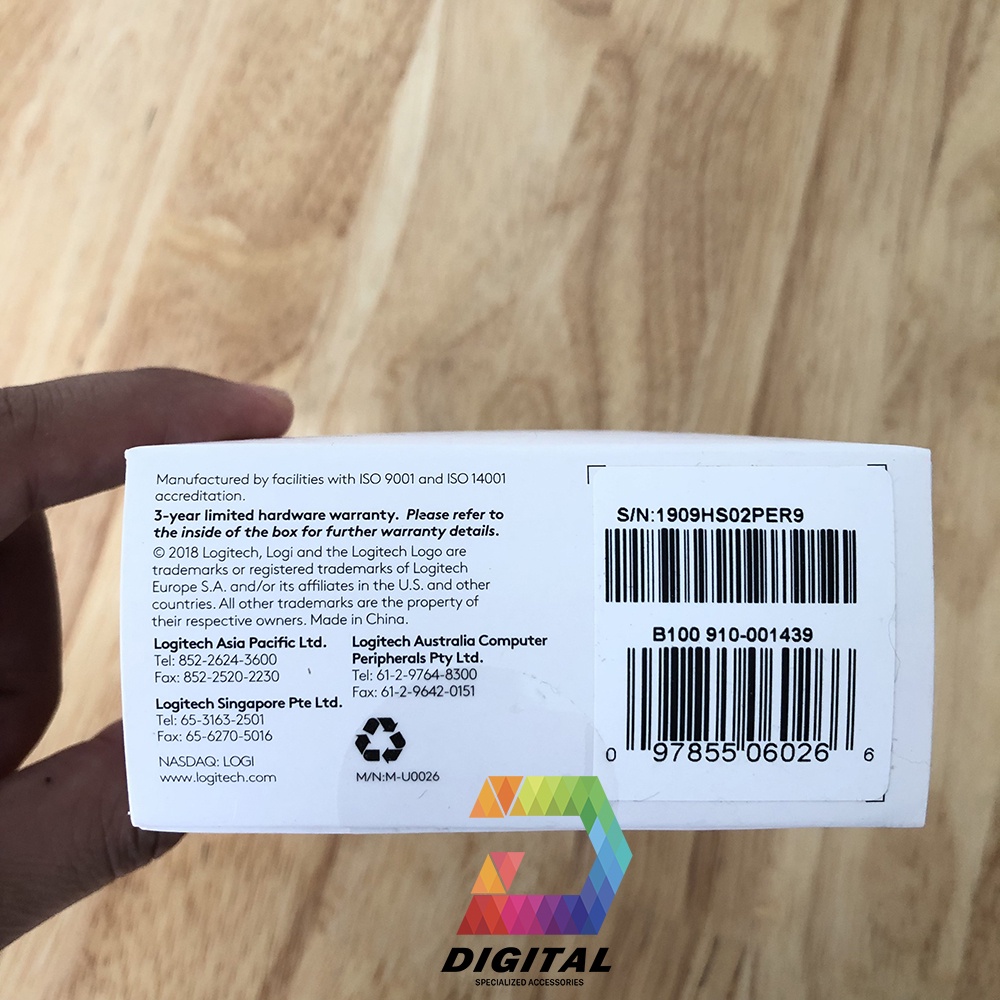 Manufactured by facilities with ISO 9001 and ISO 14001
accreditation.
3-year limited hardware warranty. Please refer to
the inside of the box for further warranty details.
© 2018 Logitech, Logi and the Logitech Logo are
trademarks or registered trademarks of Logitech
Europe S.A. and/or its affiliates in the U.S. and other
countries. All other trademarks are the property of
their respective owners. Made in China.
Logitech Asia Pacific Ltd.
Tel: 852-2624-3600
Fax: 852-2520-2230
Logitech Singapore Pte Ltd.
Tel: 65-3163-2501
Fax: 65-6270-5016
NASDAQ: LOGI
www.logitech.com
Logitech Australia Computer
Peripherals Pty Ltd.
Tel: 61-2-9764-8300
Fax: 61-2-9642-0151
M/N:M-U0026
S/N:1909HS02PER9
B100 910-001439
0 97855 06026 6
DIGITAL
SPECIALIZED ACCESSORIES